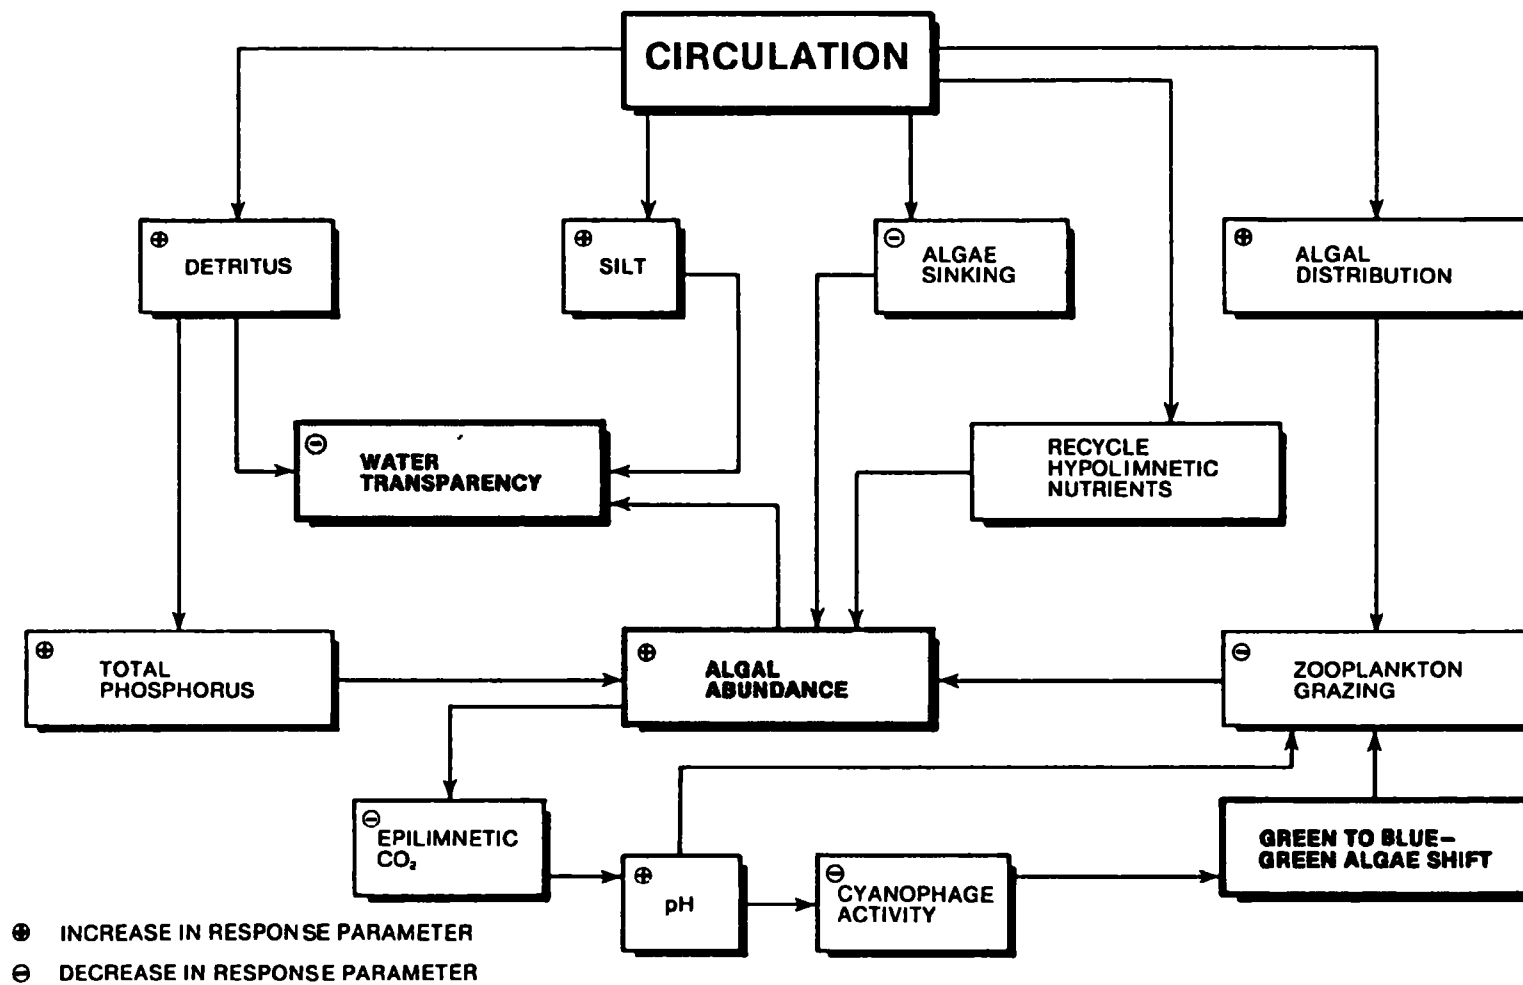 CIRCULATION
⊕ DETRITUS
⊕ SILT
⊖ ALGAE
SINKING
⊕ ALGAL
DISTRIBUTION
⊖ WATER
TRANSPARENCY
RECYCLE
HYPOLIMNETIC
NUTRIENTS
⊕ TOTAL
PHOSPHORUS
⊕ ALGAL
ABUNDANCE
⊖ ZOOPLANKTON
GRAZING
⊖ EPILIMNETIC
CO₂
⊕ pH
⊖ CYANOPHAGE
ACTIVITY
GREEN TO BLUE–
GREEN ALGAE SHIFT
⊕ INCREASE IN RESPONSE PARAMETER
⊖ DECREASE IN RESPONSE PARAMETER